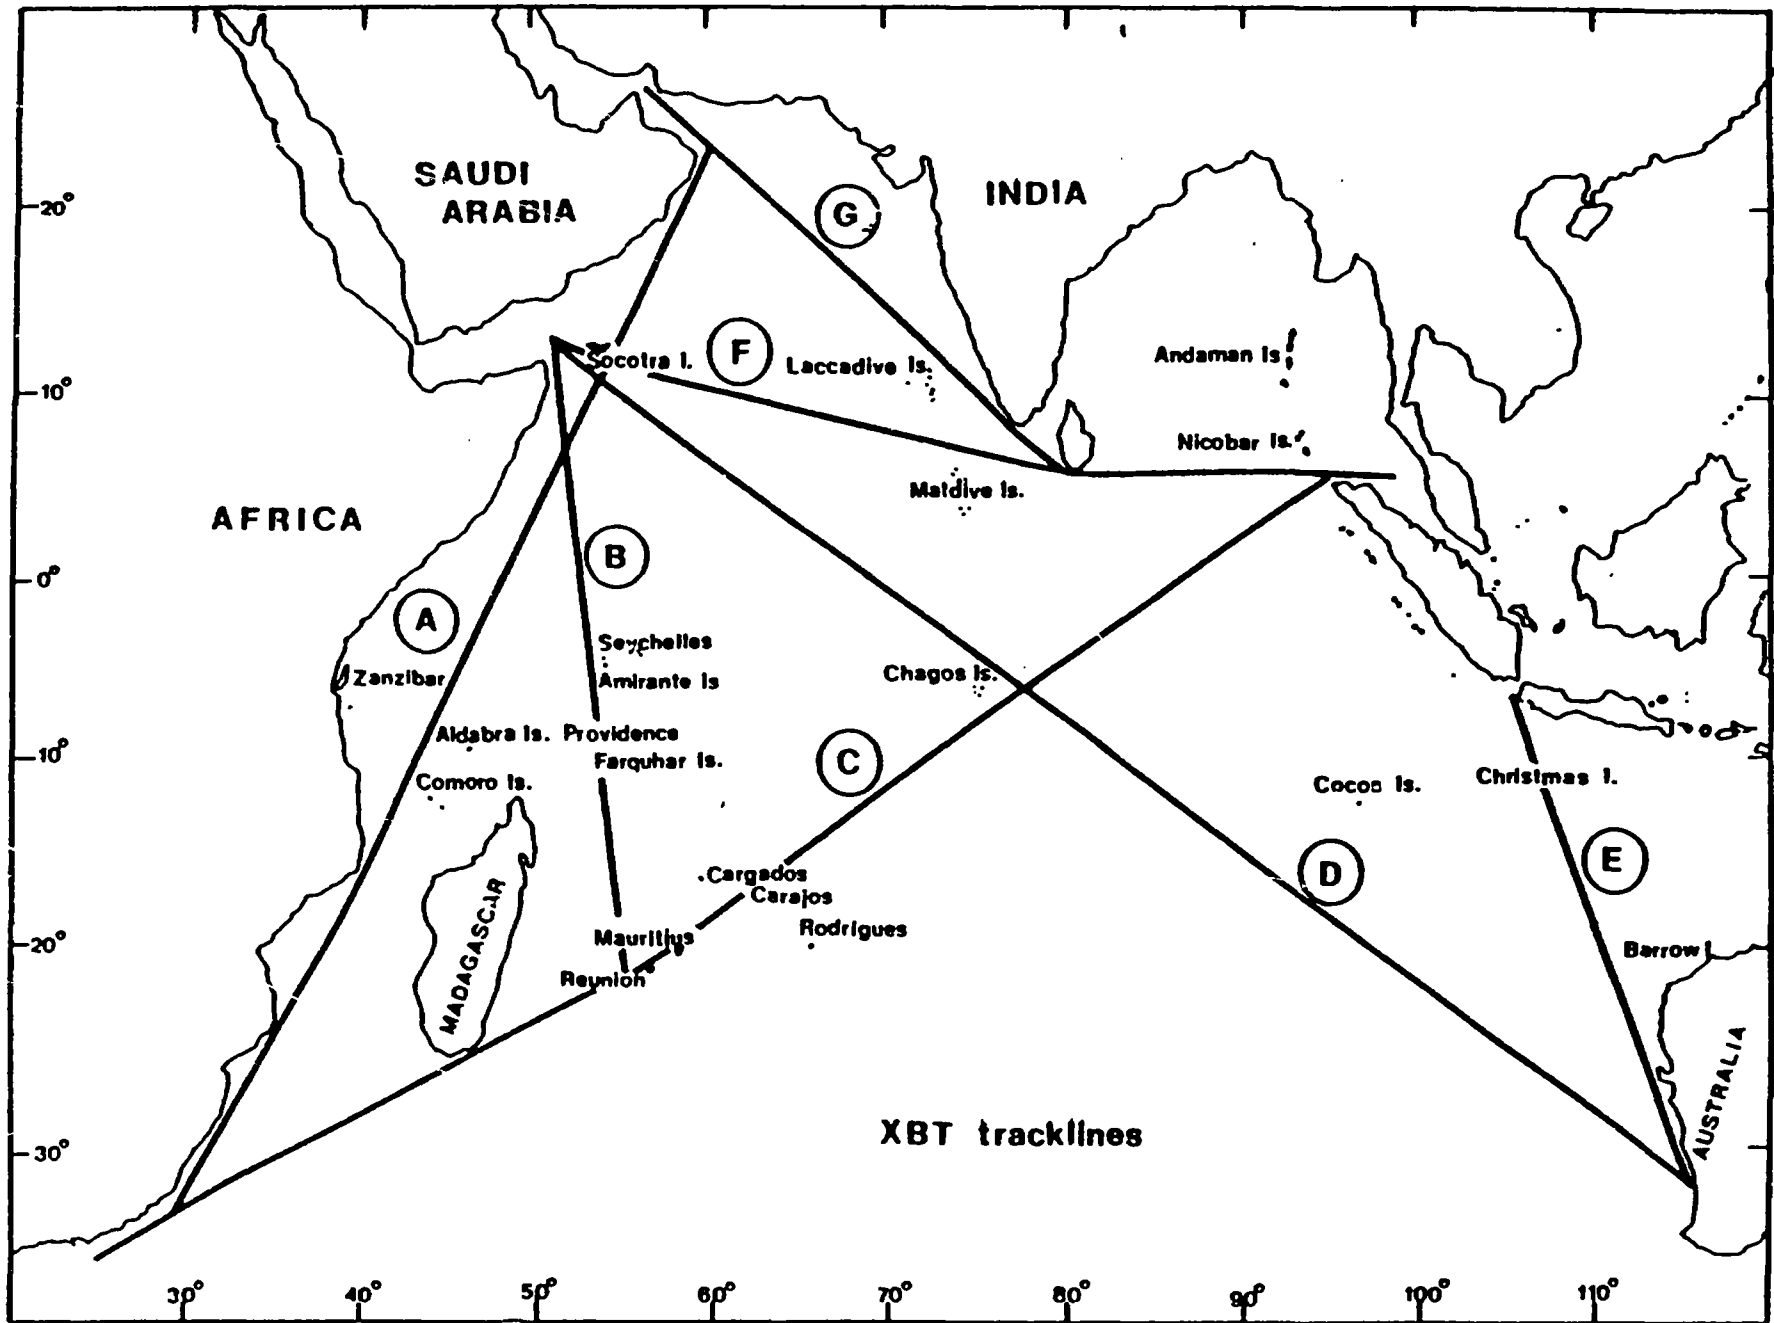 SAUDI
ARABIA
INDIA
20°
G
F
Socotra I.
Laccadive Is.
Andaman Is
10°
Nicobar Is.
Maldive Is.
AFRICA
B
0°
A
Seychelles
Zanzibar
Amirante Is
Chagos Is.
Aldabra Is. Providence
10°
Farquhar Is.
C
Comoro Is.
Cocos Is.
Christmas I.
E
D
Cargados
Carajos
MADAGASCAR
Rodrigues
20°
Mauritius
Barrow I
Reunion
AUSTRALIA
XBT tracklines
30°
30° 40° 50° 60° 70° 80° 90° 100° 110°